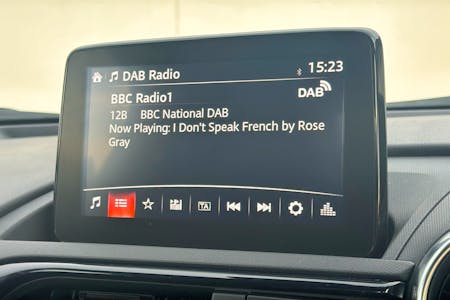 DAB Radio 15:23
BBC Radio1 DAB
12B BBC National DAB
Now Playing: I Don't Speak French by Rose
Gray
TA